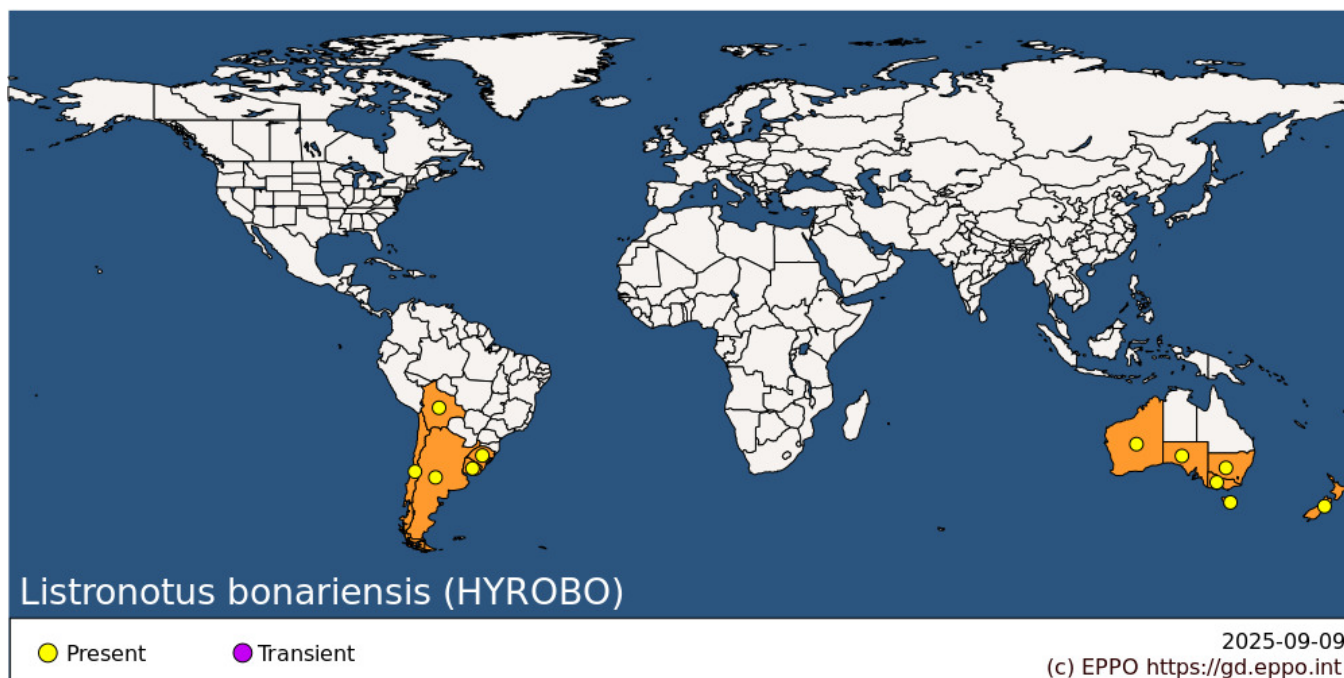 Listronotus bonariensis (HYROBO)
Present
Transient
2025-09-09
(c) EPPO https://gd.eppo.int